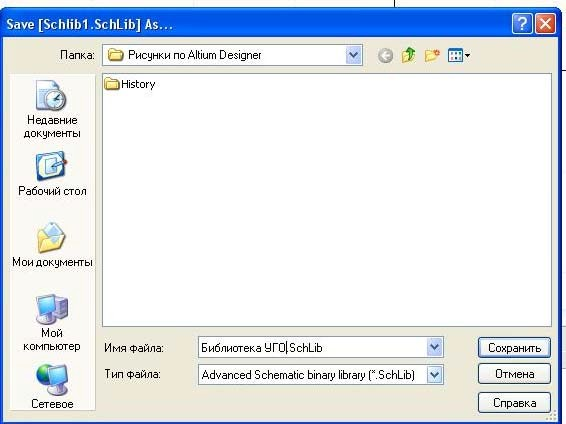 Save [Schlib1.SchLib] As...
Папка:
Рисунки по Altium Designer
History
Недавние
документы
Рабочий стол
Мои документы
Мой
компьютер
Сетевое
Имя файла:
Библиотека УГО.SchLib
Сохранить
Тип файла:
Advanced Schematic binary library (*.SchLib)
Отмена
Справка